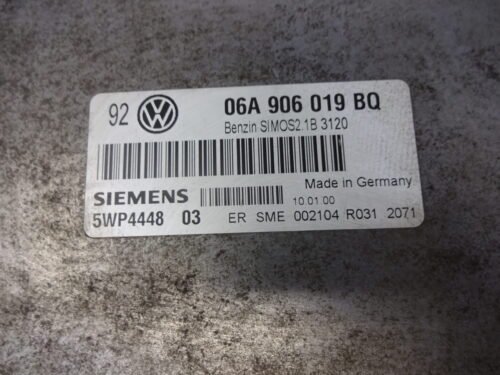 92 VW 06A 906 019 BQ
Benzin SIMOS2.1B 3120
Made in Germany
SIEMENS 10.01.00
5WP4448 03 ER SME 002104 R031 2071